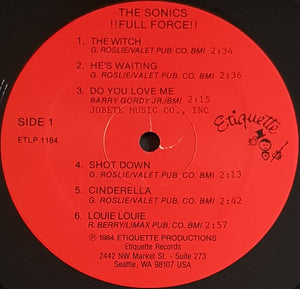 THE SONICS
!!FULL FORCE!!
1. THE WITCH
G. ROSLIE/VALET PUB. CO. BMI 2:34
2. HE'S WAITING
G. ROSLIE/VALET PUB. CO. BMI 2:36
3. DO YOU LOVE ME
BARRY GORDY JR./BMI 2:15
JOBETE MUSIC CO., INC
SIDE 1
ETLP 1184
Etiquette
4. SHOT DOWN
G. ROSLIE/VALET PUB. CO. BMI 2:13
5. CINDERELLA
G. ROSLIE/VALET PUB. CO. BMI 2:42
6. LOUIE LOUIE
R. BERRY/LIMAX PUB. CO. BMI 2:57
℗ 1984 ETIQUETTE PRODUCTIONS
Etiquette Records
2442 NW Market St. - Suite 273
Seattle, WA 98107 USA